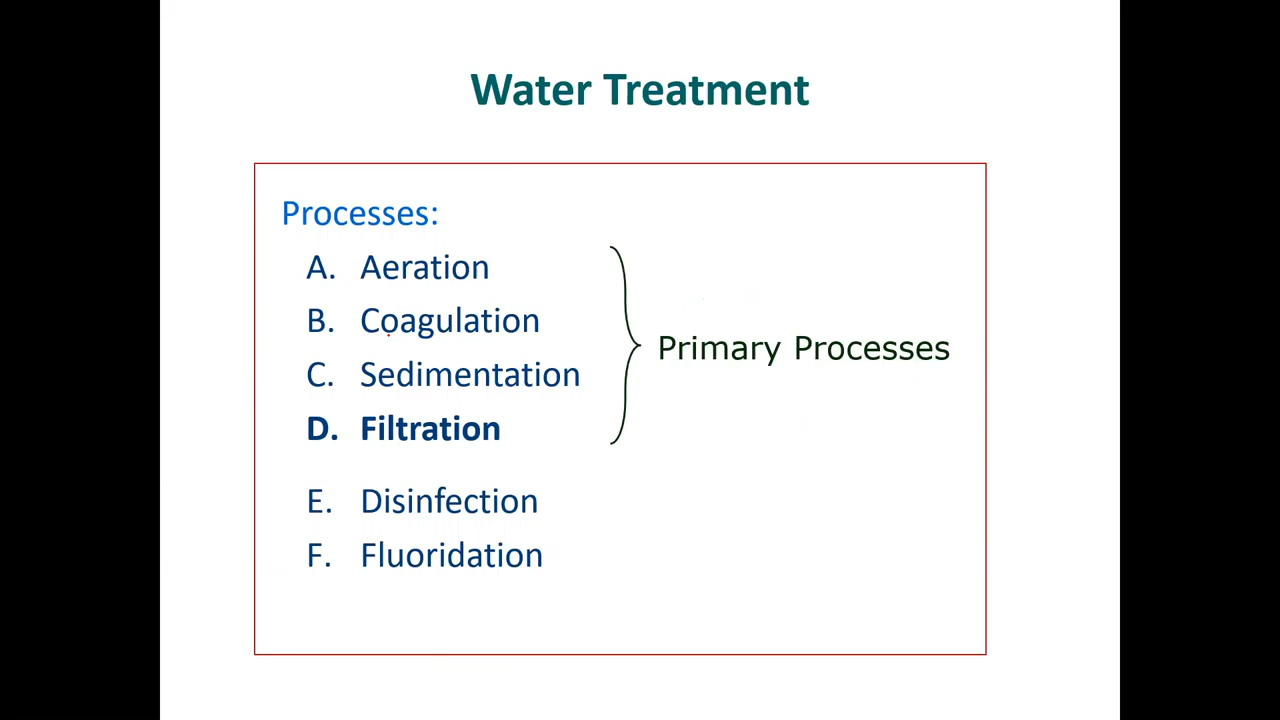 Water Treatment
Processes:
A. Aeration
B. Coagulation
C. Sedimentation
D. Filtration
Primary Processes
E. Disinfection
F. Fluoridation